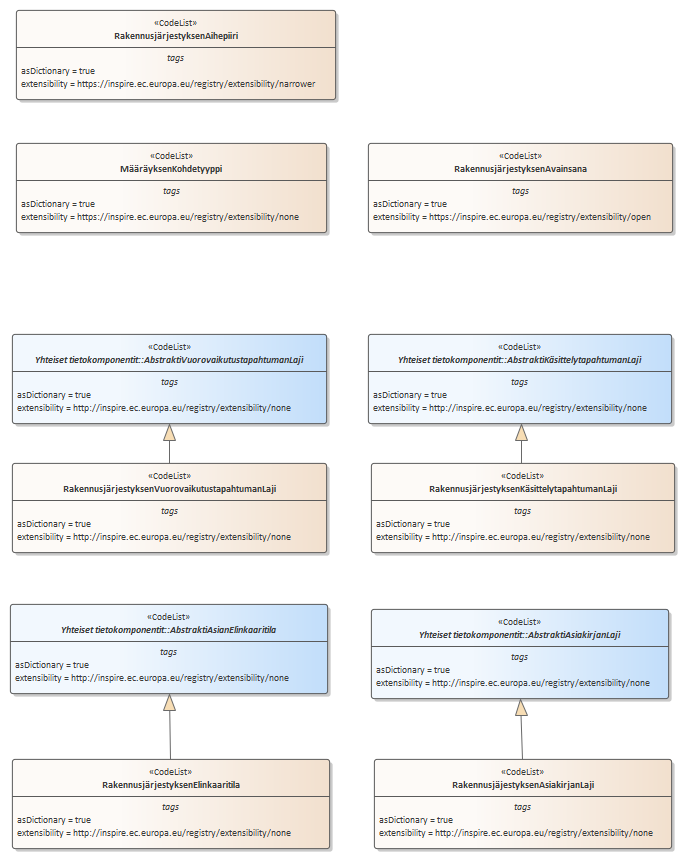 «CodeList»
RakennusjärjestyksenAihepiiri
tags
asDictionary = true
extensibility = https://inspire.ec.europa.eu/registry/extensibility/narrower
«CodeList»
MääräyksenKohdetyyppi
tags
asDictionary = true
extensibility = https://inspire.ec.europa.eu/registry/extensibility/none
«CodeList»
RakennusjärjestyksenAvainsana
tags
asDictionary = true
extensibility = https://inspire.ec.europa.eu/registry/extensibility/open
«CodeList»
Yhteiset tietokomponentit::AbstraktiVuorovaikutustapahtumanLaji
tags
asDictionary = true
extensibility = http://inspire.ec.europa.eu/registry/extensibility/none
«CodeList»
Yhteiset tietokomponentit::AbstraktiKäsittelytapahtumanLaji
tags
asDictionary = true
extensibility = http://inspire.ec.europa.eu/registry/extensibility/none
«CodeList»
RakennusjärjestyksenVuorovaikutustapahtumanLaji
tags
asDictionary = true
extensibility = http://inspire.ec.europa.eu/registry/extensibility/none
«CodeList»
RakennusjärjestyksenKäsittelytapahtumanLaji
tags
asDictionary = true
extensibility = http://inspire.ec.europa.eu/registry/extensibility/none
«CodeList»
Yhteiset tietokomponentit::AbstraktiAsianElinkaaritila
tags
asDictionary = true
extensibility = http://inspire.ec.europa.eu/registry/extensibility/none
«CodeList»
Yhteiset tietokomponentit::AbstraktiAsiakirjanLaji
tags
asDictionary = true
extensibility = http://inspire.ec.europa.eu/registry/extensibility/none
«CodeList»
RakennusjärjestyksenElinkaaritila
tags
asDictionary = true
extensibility = http://inspire.ec.europa.eu/registry/extensibility/none
«CodeList»
RakennusjäjestyksenAsiakirjanLaji
tags
asDictionary = true
extensibility = http://inspire.ec.europa.eu/registry/extensibility/none